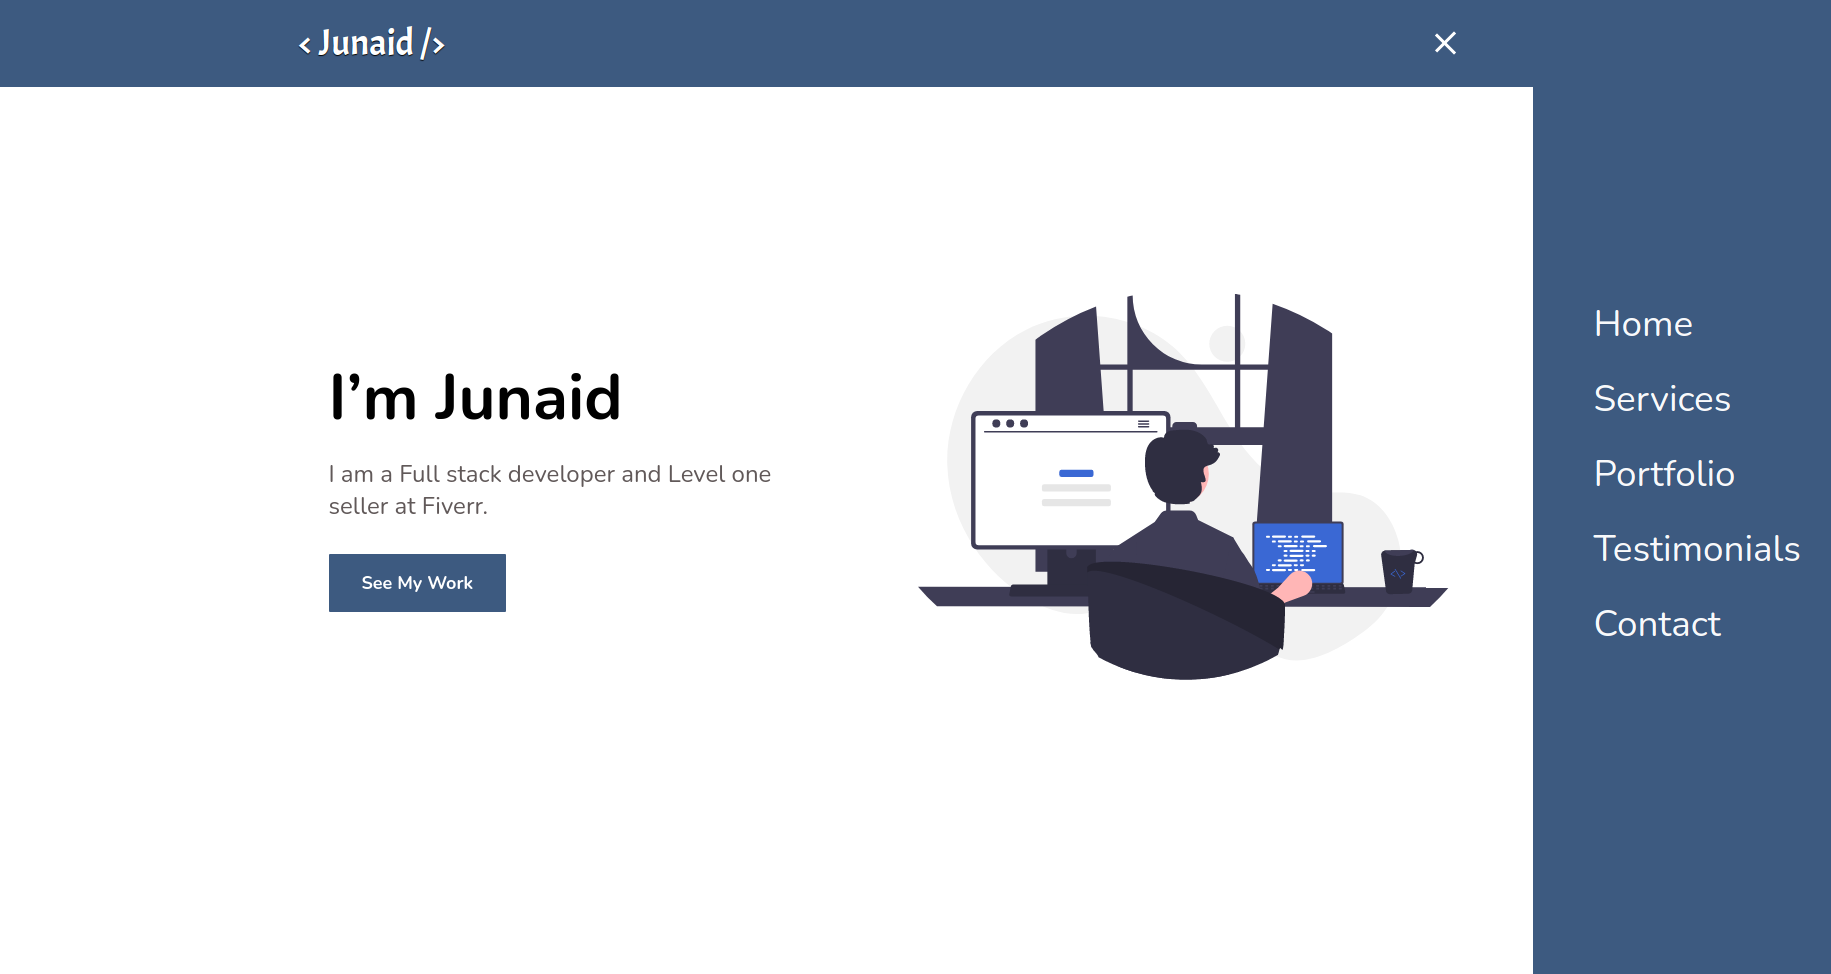 < Junaid />
I’m Junaid
I am a Full stack developer and Level one
seller at Fiverr.
See My Work
Home
Services
Portfolio
Testimonials
Contact